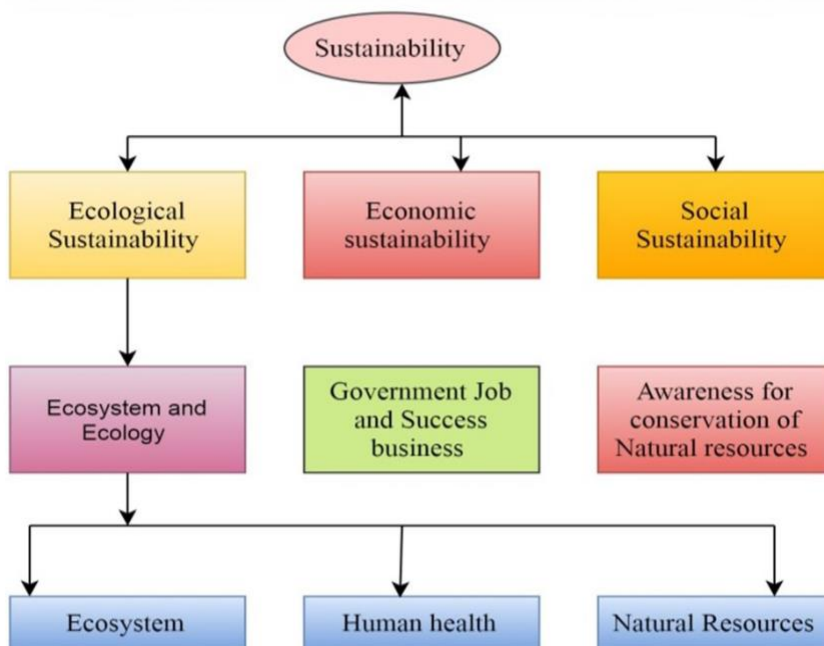 Sustainability
Ecological
Sustainability
Economic
sustainability
Social
Sustainability
Ecosystem and
Ecology
Government Job
and Success
business
Awareness for
conservation of
Natural resources
Ecosystem
Human health
Natural Resources